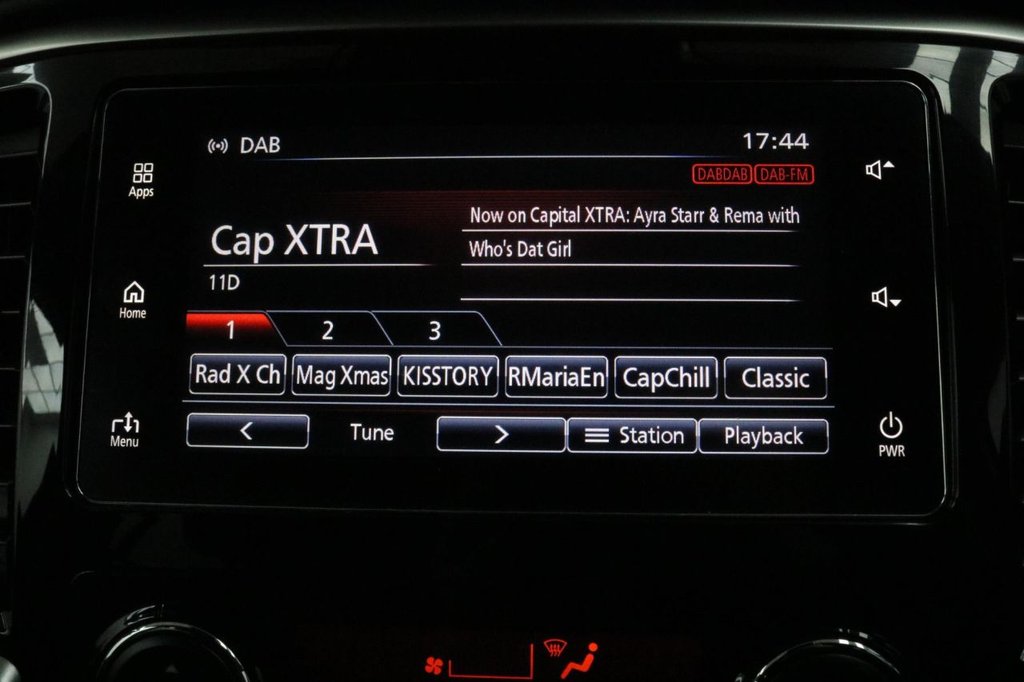 DAB
17:44
DABDAB DAB-FM
Apps
Now on Capital XTRA: Ayra Starr & Rema with
Cap XTRA
Who's Dat Girl
11D
Home
1 2 3
Rad X Ch Mag Xmas KISSTORY RMariaEn CapChill Classic
Menu
< Tune > Station Playback
PWR